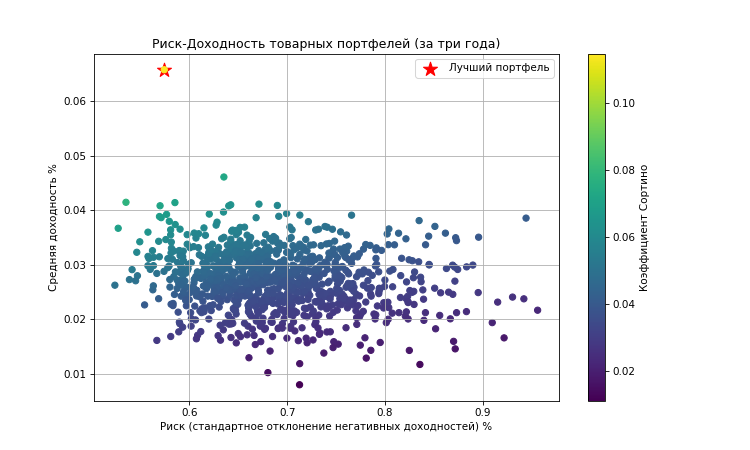 Риск-Доходность товарных портфелей (за три года)
Лучший портфель
Средняя доходность %
0.06
0.05
0.04
0.03
0.02
0.01
0.6 0.7 0.8 0.9
Риск (стандартное отклонение негативных доходностей) %
0.10
0.08
0.06
0.04
0.02
Коэффициент Сортино